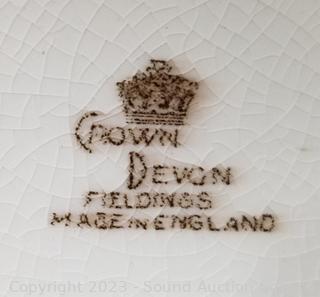 CROWN
DEVON
FIELDINGS
MADE IN ENGLAND
Copyright 2023 - Sound Auction